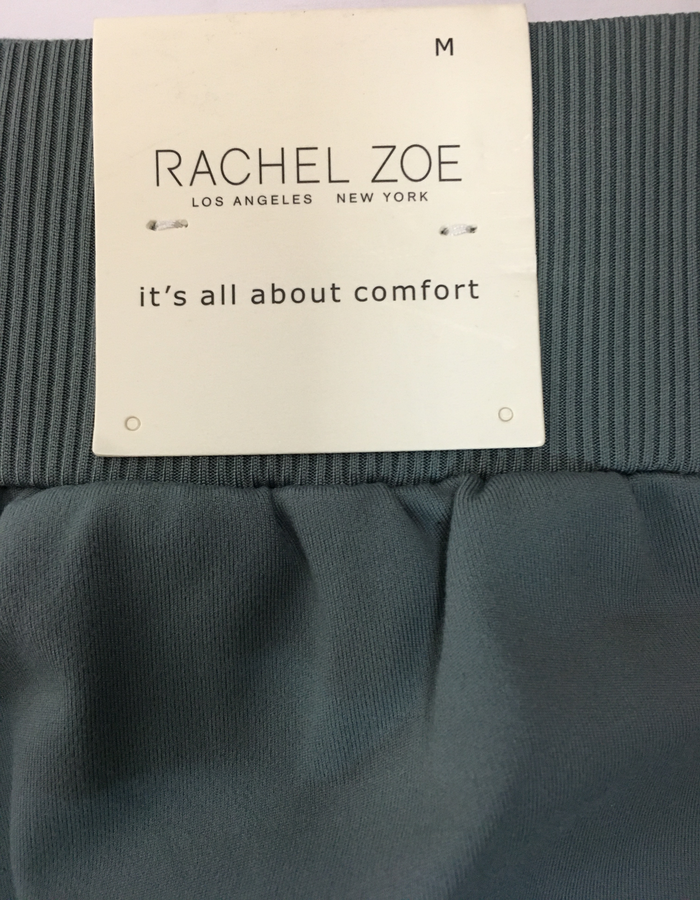 M
RACHEL ZOE
LOS ANGELES NEW YORK
it's all about comfort